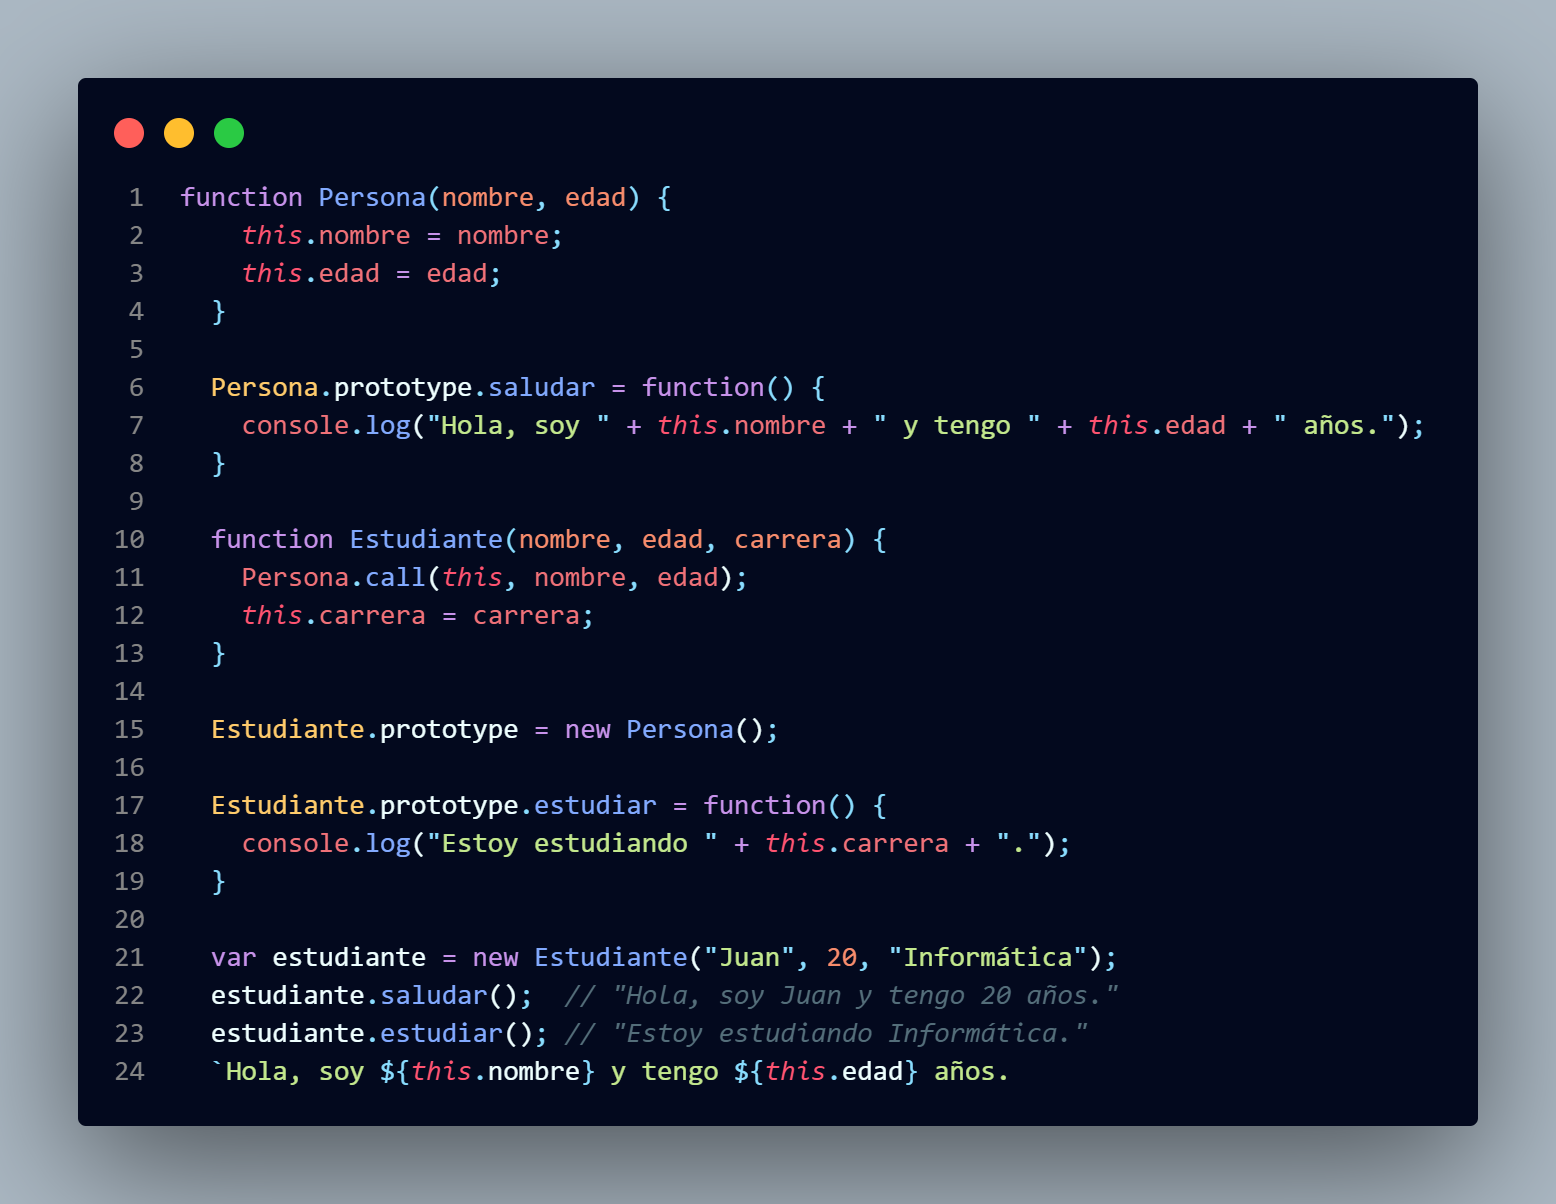 1 function Persona(nombre, edad) {
2 this.nombre = nombre;
3 this.edad = edad;
4 }
5
6 Persona.prototype.saludar = function() {
7 console.log("Hola, soy " + this.nombre + " y tengo " + this.edad + " años.");
8 }
9
10 function Estudiante(nombre, edad, carrera) {
11 Persona.call(this, nombre, edad);
12 this.carrera = carrera;
13 }
14
15 Estudiante.prototype = new Persona();
16
17 Estudiante.prototype.estudiar = function() {
18 console.log("Estoy estudiando " + this.carrera + ".");
19 }
20
21 var estudiante = new Estudiante("Juan", 20, "Informática");
22 estudiante.saludar();  // "Hola, soy Juan y tengo 20 años."
23 estudiante.estudiar(); // "Estoy estudiando Informática."
24 `Hola, soy ${this.nombre} y tengo ${this.edad} años.